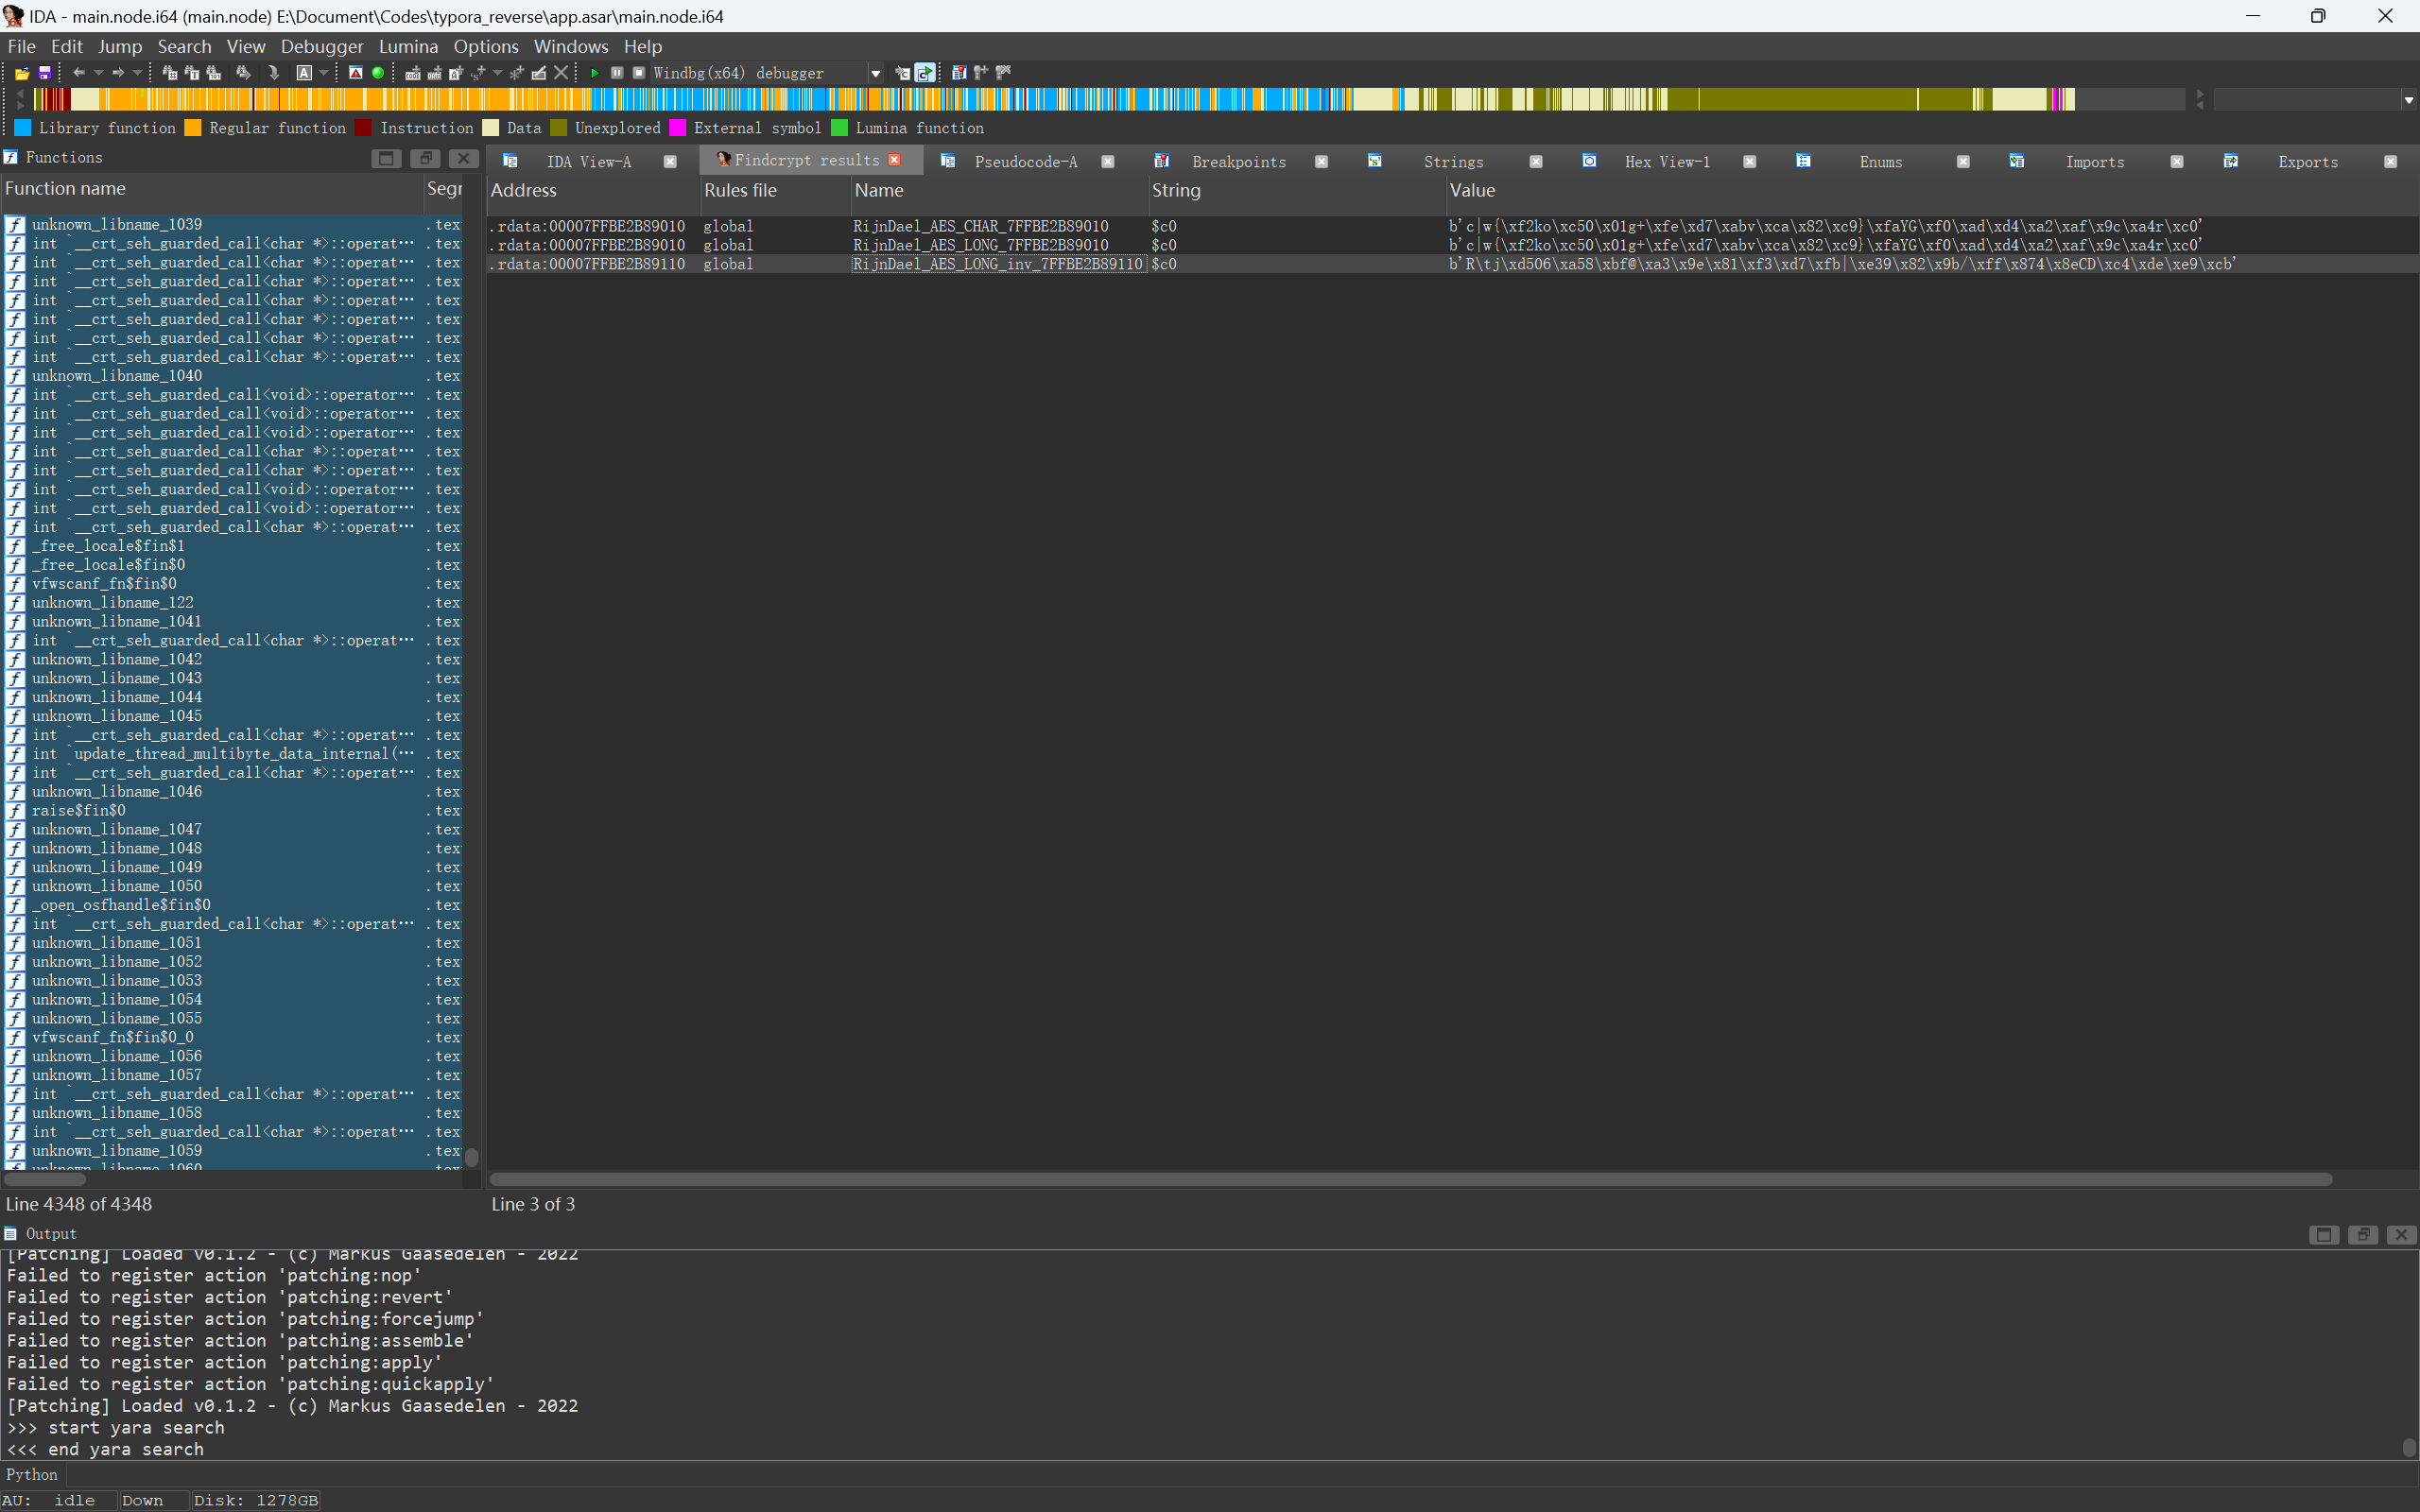 IDA - main.node.i64 (main.node) E:\Document\Codes\typora_reverse\app.asar\main.node.i64
File Edit Jump Search View Debugger Lumina Options Windows Help
Windbg(x64) debugger
Library function Regular function Instruction Data Unexplored External symbol Lumina function
Functions
IDA View-A Findcrypt results Pseudocode-A Breakpoints Strings Hex View-1 Enums Imports Exports
Function name Segr
unknown_libname_1039 .tex
int `__crt_seh_guarded_call<char *>::operat… .tex
int `__crt_seh_guarded_call<char *>::operat… .tex
int `__crt_seh_guarded_call<char *>::operat… .tex
int `__crt_seh_guarded_call<char *>::operat… .tex
int `__crt_seh_guarded_call<char *>::operat… .tex
int `__crt_seh_guarded_call<char *>::operat… .tex
int `__crt_seh_guarded_call<char *>::operat… .tex
unknown_libname_1040 .tex
int `__crt_seh_guarded_call<void>::operator… .tex
int `__crt_seh_guarded_call<void>::operator… .tex
int `__crt_seh_guarded_call<void>::operator… .tex
int `__crt_seh_guarded_call<char *>::operat… .tex
int `__crt_seh_guarded_call<char *>::operat… .tex
int `__crt_seh_guarded_call<void>::operator… .tex
int `__crt_seh_guarded_call<void>::operator… .tex
int `__crt_seh_guarded_call<char *>::operat… .tex
_free_locale$fin$1 .tex
_free_locale$fin$0 .tex
vfwscanf_fn$fin$0 .tex
unknown_libname_122 .tex
unknown_libname_1041 .tex
int `__crt_seh_guarded_call<char *>::operat… .tex
unknown_libname_1042 .tex
unknown_libname_1043 .tex
unknown_libname_1044 .tex
unknown_libname_1045 .tex
int `__crt_seh_guarded_call<char *>::operat… .tex
int `update_thread_multibyte_data_internal(… .tex
int `__crt_seh_guarded_call<char *>::operat… .tex
unknown_libname_1046 .tex
raise$fin$0 .tex
unknown_libname_1047 .tex
unknown_libname_1048 .tex
unknown_libname_1049 .tex
unknown_libname_1050 .tex
_open_osfhandle$fin$0 .tex
int `__crt_seh_guarded_call<char *>::operat… .tex
unknown_libname_1051 .tex
unknown_libname_1052 .tex
unknown_libname_1053 .tex
unknown_libname_1054 .tex
unknown_libname_1055 .tex
vfwscanf_fn$fin$0_0 .tex
unknown_libname_1056 .tex
unknown_libname_1057 .tex
int `__crt_seh_guarded_call<char *>::operat… .tex
unknown_libname_1058 .tex
int `__crt_seh_guarded_call<char *>::operat… .tex
unknown_libname_1059 .tex
unknown_libname_1060 .tex
Line 4348 of 4348
Address Rules file Name String Value
.rdata:00007FFBE2B89010 global RijnDael_AES_CHAR_7FFBE2B89010 $c0 b'c|w{\xf2ko\xc50\x01g+\xfe\xd7\xabv\xca\x82\xc9}\xfaYG\xf0\xad\xd4\xa2\xaf\x9c\xa4r\xc0'
.rdata:00007FFBE2B89010 global RijnDael_AES_LONG_7FFBE2B89010 $c0 b'c|w{\xf2ko\xc50\x01g+\xfe\xd7\xabv\xca\x82\xc9}\xfaYG\xf0\xad\xd4\xa2\xaf\x9c\xa4r\xc0'
.rdata:00007FFBE2B89110 global RijnDael_AES_LONG_inv_7FFBE2B89110 $c0 b'R\tj\xd506\xa58\xbf@\xa3\x9e\x81\xf3\xd7\xfb|\xe39\x82\x9b/\xff\x874\x8eCD\xc4\xde\xe9\xcb'
Line 3 of 3
Output
[Patching] Loaded v0.1.2 - (c) Markus Gaasedelen - 2022
Failed to register action 'patching:nop'
Failed to register action 'patching:revert'
Failed to register action 'patching:forcejump'
Failed to register action 'patching:assemble'
Failed to register action 'patching:apply'
Failed to register action 'patching:quickapply'
[Patching] Loaded v0.1.2 - (c) Markus Gaasedelen - 2022
>>> start yara search
<<< end yara search
Python
AU: idle Down Disk: 1278GB